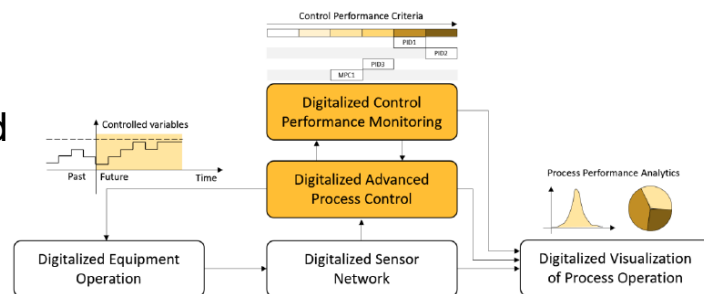 Control Performance Criteria
PID1
PID2
PID3
MPC1
d
Controlled variables
Past
Future
Time
Digitalized Control
Performance Monitoring
Digitalized Advanced
Process Control
Process Performance Analytics
Digitalized Equipment
Operation
Digitalized Sensor
Network
Digitalized Visualization
of Process Operation